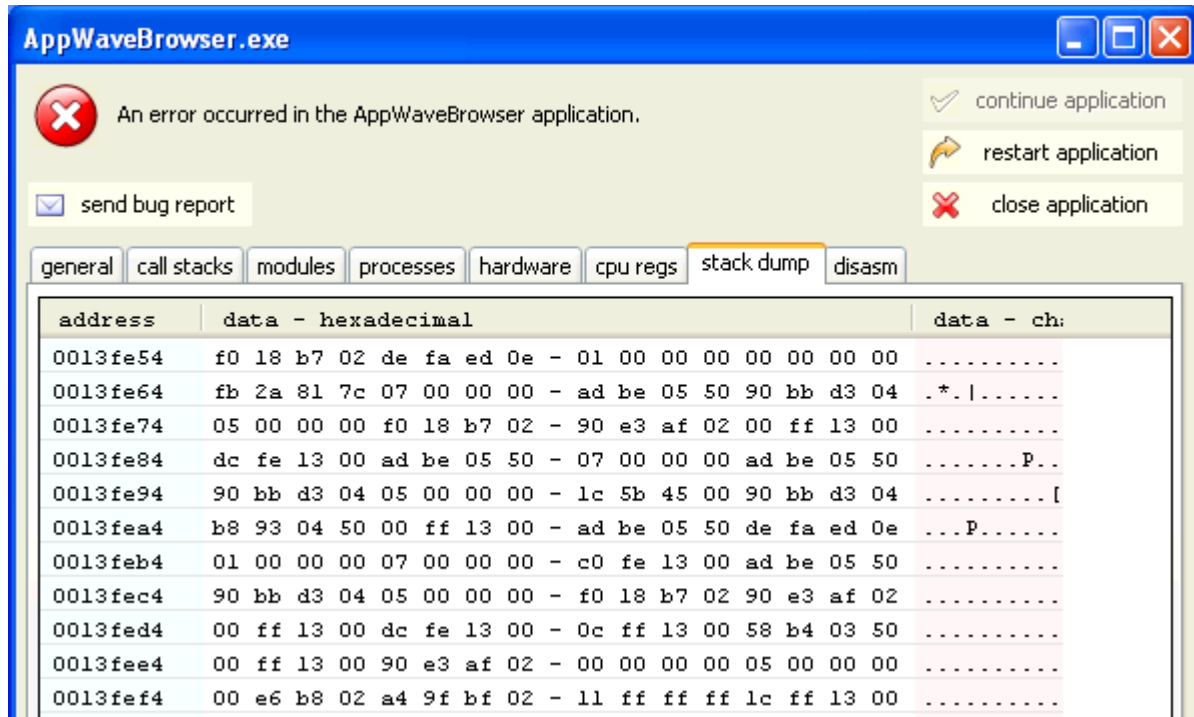 AppWaveBrowser.exe
An error occurred in the AppWaveBrowser application.
continue application
restart application
send bug report
close application
general call stacks modules processes hardware cpu regs stack dump disasm
address data - hexadecimal data - cha
0013fe54 f0 18 b7 02 de fa ed 0e - 01 00 00 00 00 00 00 00 ..........
0013fe64 fb 2a 81 7c 07 00 00 00 - ad be 05 50 90 bb d3 04 .*.|......
0013fe74 05 00 00 00 f0 18 b7 02 - 90 e3 af 02 00 ff 13 00 ..........
0013fe84 dc fe 13 00 ad be 05 50 - 07 00 00 00 ad be 05 50 .......P..
0013fe94 90 bb d3 04 05 00 00 00 - 1c 5b 45 00 90 bb d3 04 .........[
0013fea4 b8 93 04 50 00 ff 13 00 - ad be 05 50 de fa ed 0e ...P......
0013feb4 01 00 00 00 07 00 00 00 - c0 fe 13 00 ad be 05 50 ..........
0013fec4 90 bb d3 04 05 00 00 00 - f0 18 b7 02 90 e3 af 02 ..........
0013fed4 00 ff 13 00 dc fe 13 00 - 0c ff 13 00 58 b4 03 50 ..........
0013fee4 00 ff 13 00 90 e3 af 02 - 00 00 00 00 05 00 00 00 ..........
0013fef4 00 e6 b8 02 a4 9f bf 02 - 11 ff ff ff 1c ff 13 00 ..........